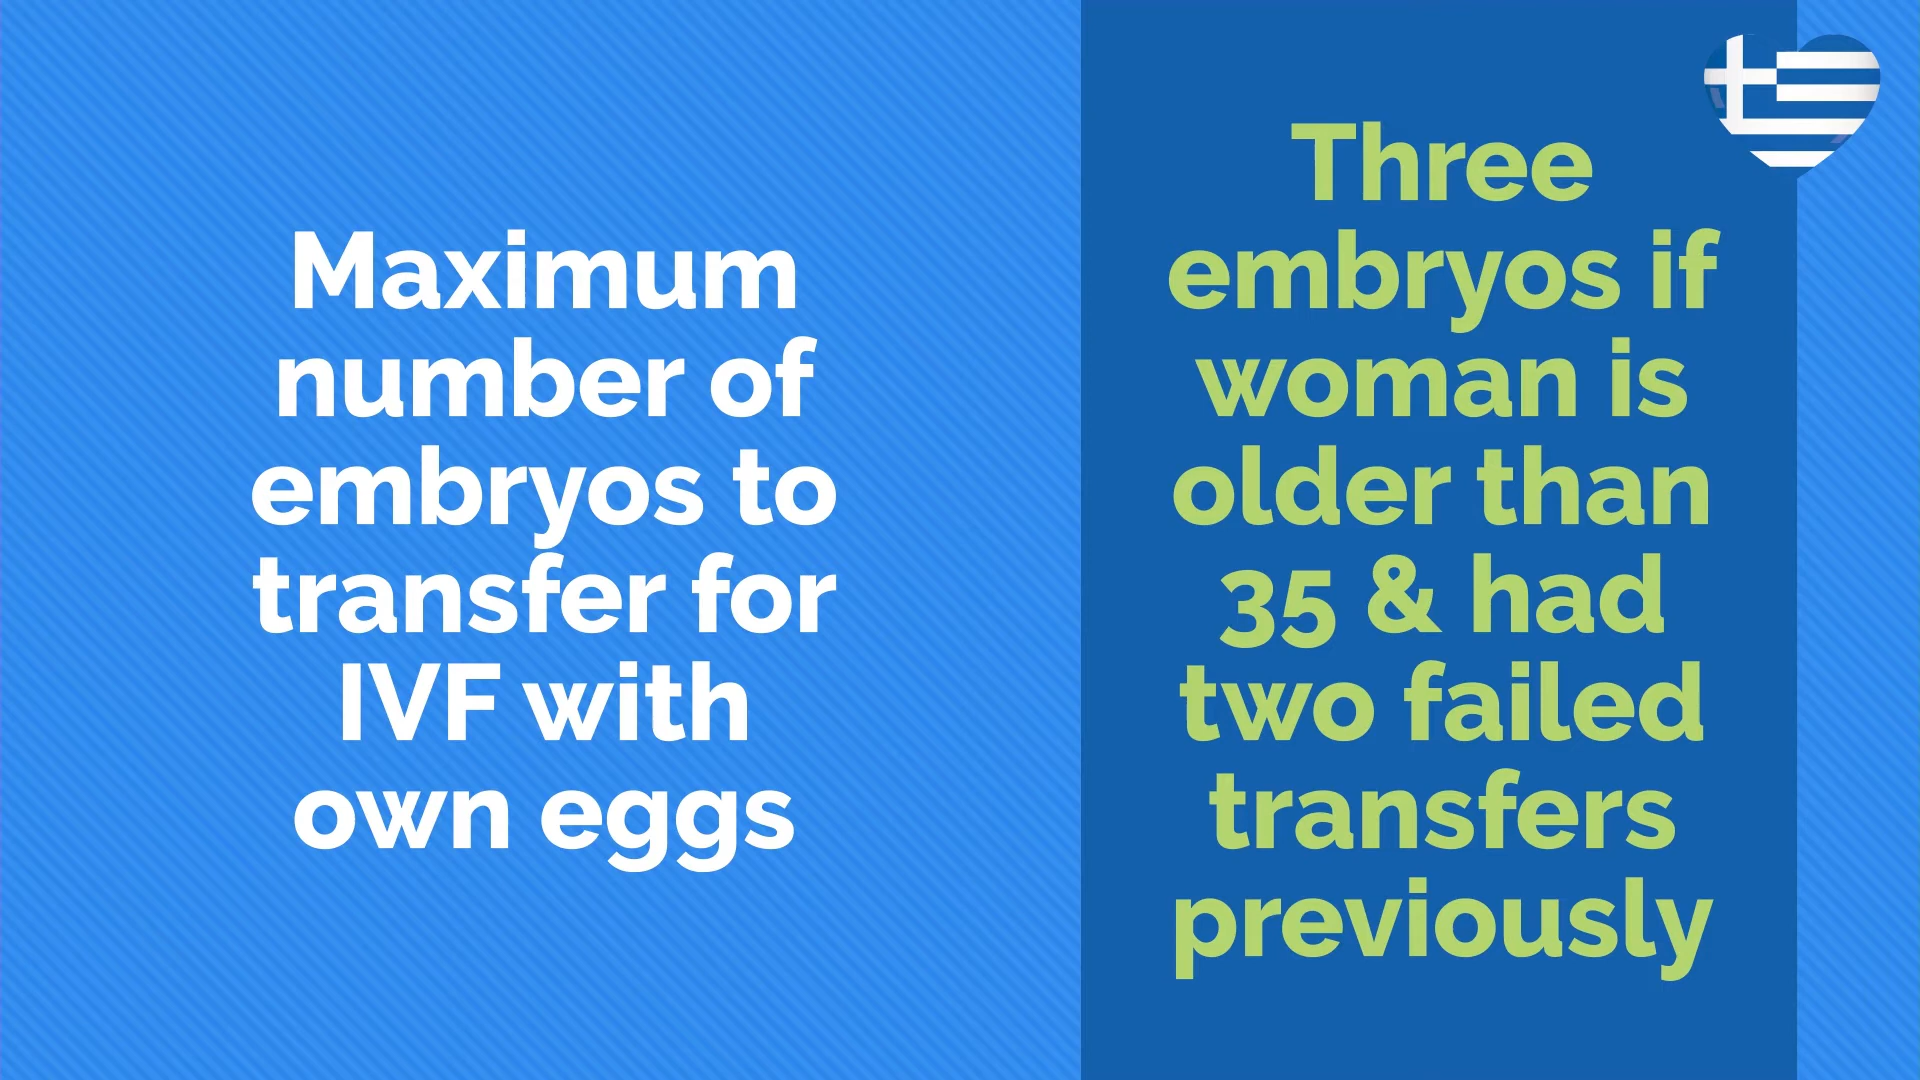 Maximum
number of
embryos to
transfer for
IVF with
own eggs
Three
embryos if
woman is
older than
35 & had
two failed
transfers
previously